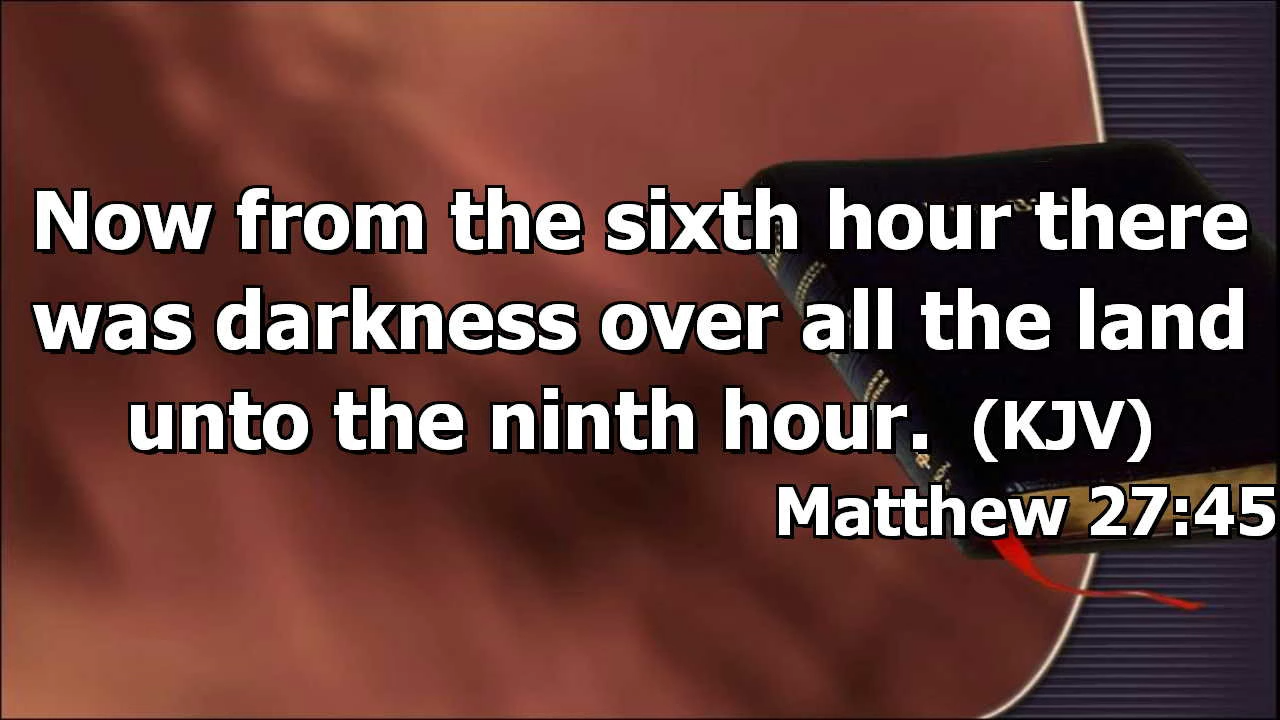 Now from the sixth hour there
was darkness over all the land
unto the ninth hour. (KJV)
Matthew 27:45